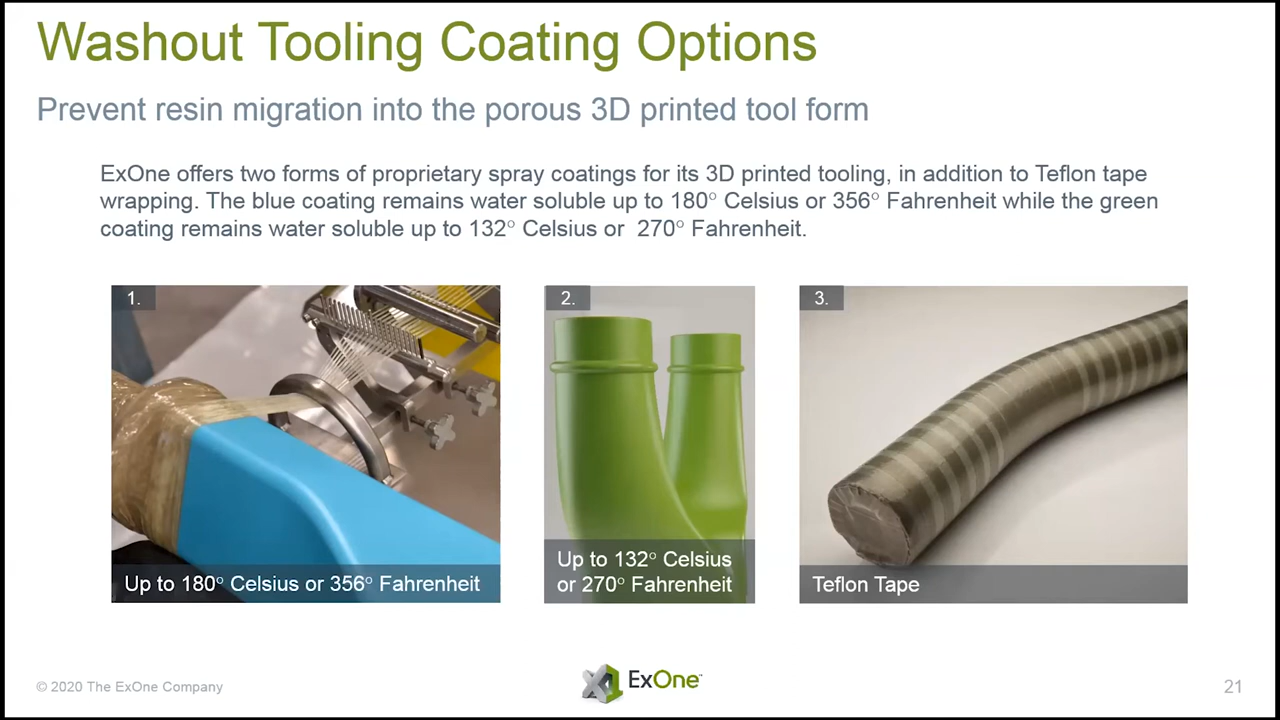 Washout Tooling Coating Options
Prevent resin migration into the porous 3D printed tool form
ExOne offers two forms of proprietary spray coatings for its 3D printed tooling, in addition to Teflon tape
wrapping. The blue coating remains water soluble up to 180° Celsius or 356° Fahrenheit while the green
coating remains water soluble up to 132° Celsius or 270° Fahrenheit.
1.
Up to 180° Celsius or 356° Fahrenheit
2.
Up to 132° Celsius
or 270° Fahrenheit
3.
Teflon Tape
© 2020 The ExOne Company
ExOne™
21